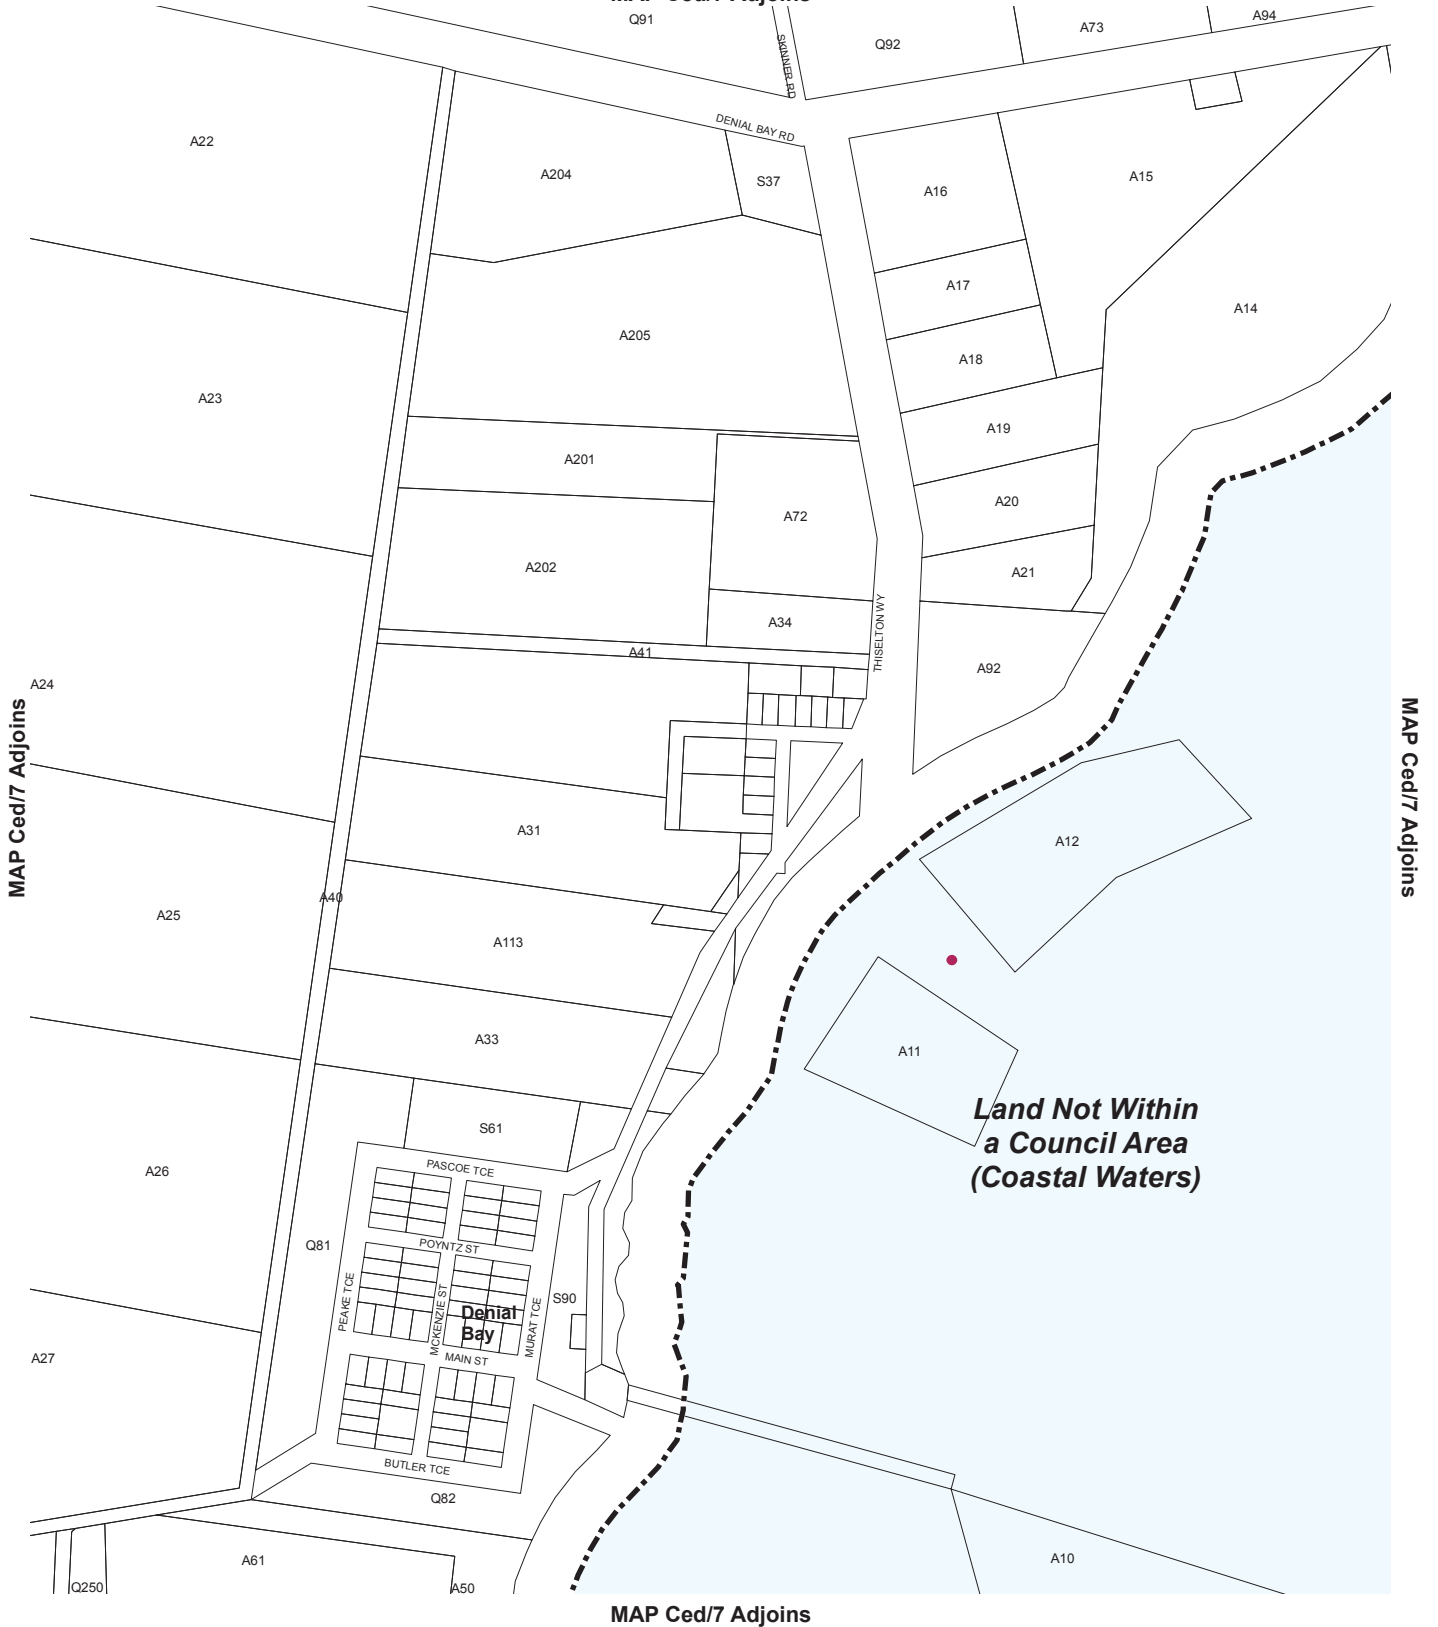 Q91
A94
A73
Q92
SKINNER RD
DENIAL BAY RD
A22
A204
S37
A16
A15
A17
A14
A205
A18
A23
A19
A201
A20
A72
A202
A21
A34
THISELTON WY
A41
A92
A24
MAP Ced/7 Adjoins
MAP Ced/7 Adjoins
A31
A12
A40
A25
A113
A33
A11
Land Not Within
a Council Area
(Coastal Waters)
S61
PASCOE TCE
A26
Q81
POYNTZ ST
PEAKE TCE
MCKENZIE ST
Denial
Bay
MURAT TCE
S90
MAIN ST
A27
BUTLER TCE
Q82
A61
A10
Q250
A50
MAP Ced/7 Adjoins